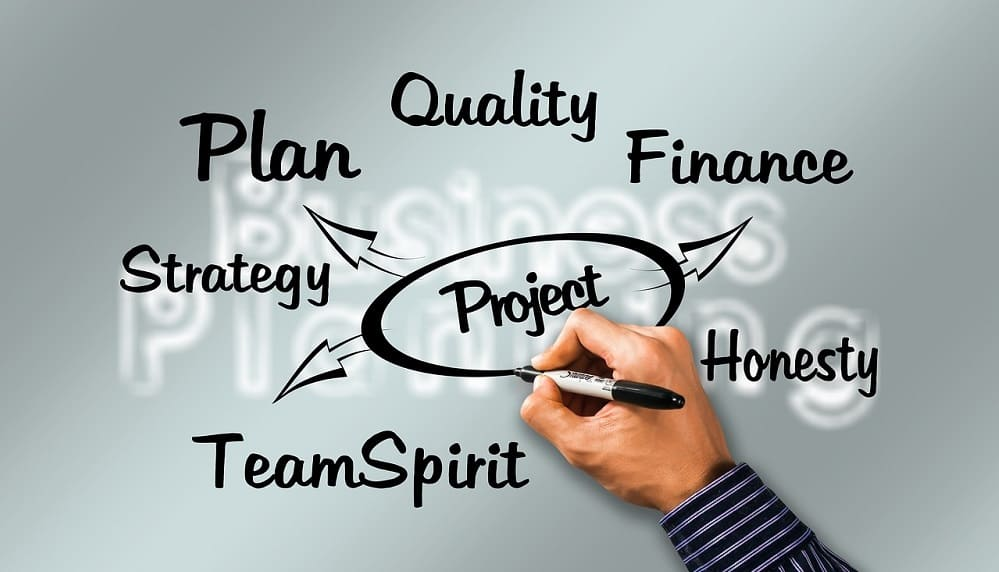 Quality
Plan
Finance
Business
Strategy
Project
Planning
Honesty
TeamSpirit